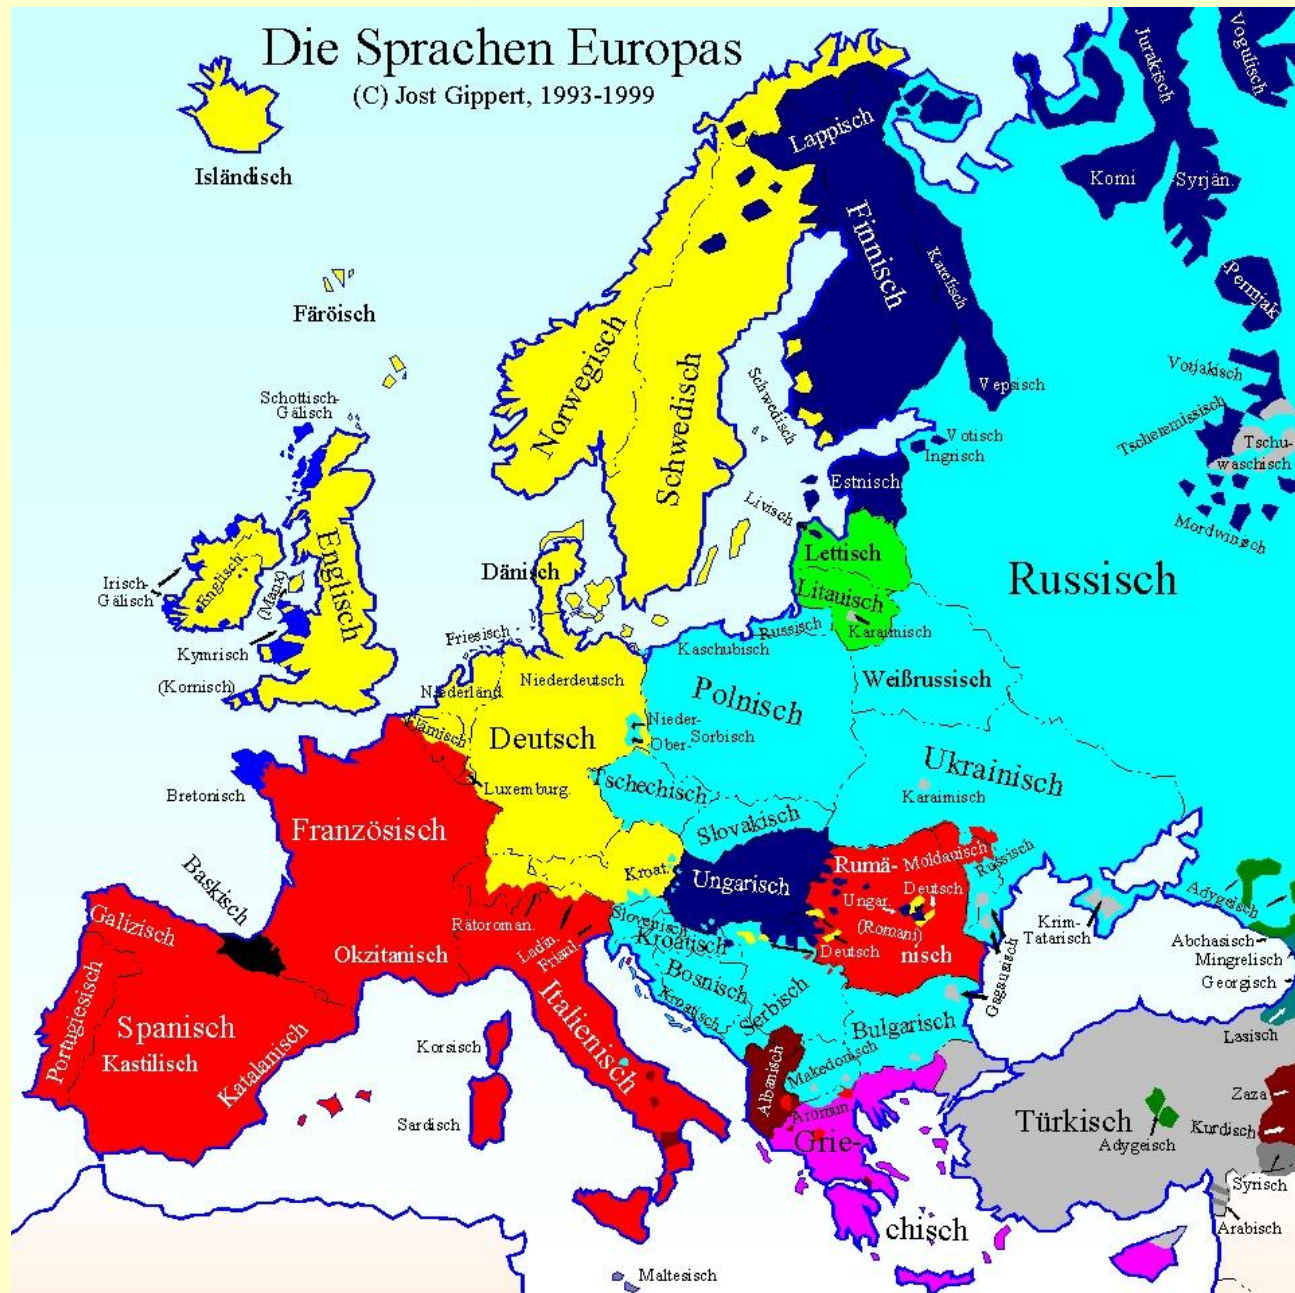 Die Sprachen Europas
(C) Jost Gippert, 1993-1999
Isländisch
Färöisch
Schottisch-
Gälisch
Irisch-
Gälisch
Englisch
(Manx)
Englisch
Kymrisch
(Kornisch)
Bretonisch
Norwegisch
Schwedisch
Schwedisch
Dänisch
Lappisch
Finnisch
Karelisch
Vepsisch
Votisch
Ingrisch
Estnisch
Livisch
Lettisch
Litauisch
Karaimisch
Russisch
Kaschubisch
Jurakisch
Vogulisch
Komi
Syrjän.
Permjak
Votjakisch
Tscheremissisch
Tschu-
waschisch
Mordwinisch
Russisch
Weißrussisch
Ukrainisch
Karaimisch
Polnisch
Friesisch
Niederländ.
Niederdeutsch
Flämisch
Deutsch
Luxemburg.
Nieder-
Ober-
Sorbisch
Tschechisch
Slovakisch
Kroat.
Ungarisch
Rumä-
nisch
Moldauisch
Russisch
Deutsch
Ungar.
(Romani)
Deutsch
Gagausisch
Krim-
Tatarisch
Adygeisch
Abchasisch
Mingrelisch
Georgisch
Lasisch
Zaza
Kurdisch
Syrisch
Arabisch
Türkisch
Adygeisch
Französisch
Okzitanisch
Baskisch
Galizisch
Portugiesisch
Spanisch
Kastilisch
Katalanisch
Rätoroman.
Ladin.
Friaul.
Italienisch
Korsisch
Sardisch
Maltesisch
Slovenisch
Kroatisch
Bosnisch
Kroatisch
Serbisch
Bulgarisch
Makedonisch
Albanisch
Aromun.
Grie-
chisch